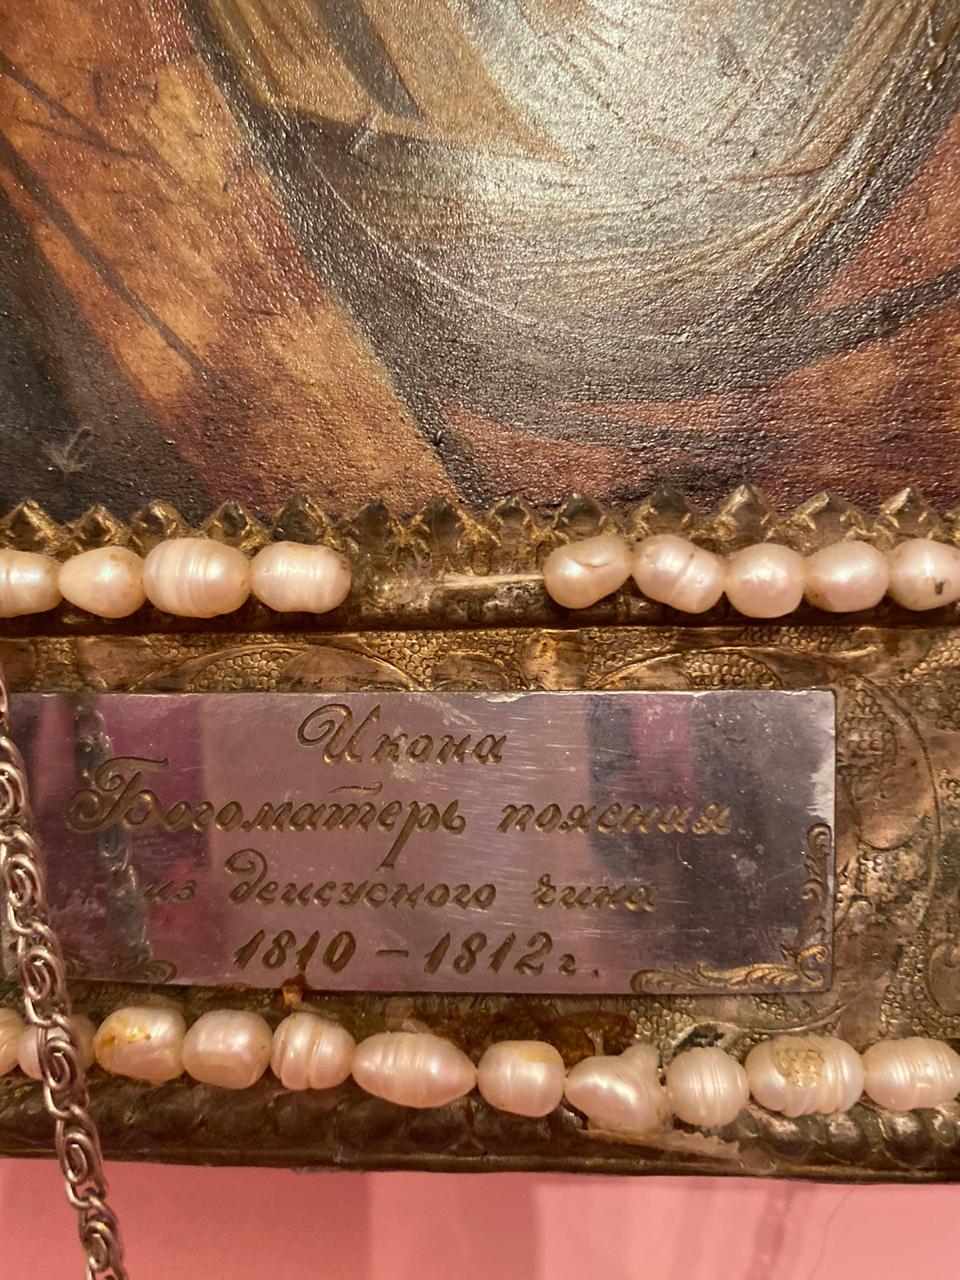 Икона
Богоматерь поясная
из деисусного чина
1810 – 1812 г.